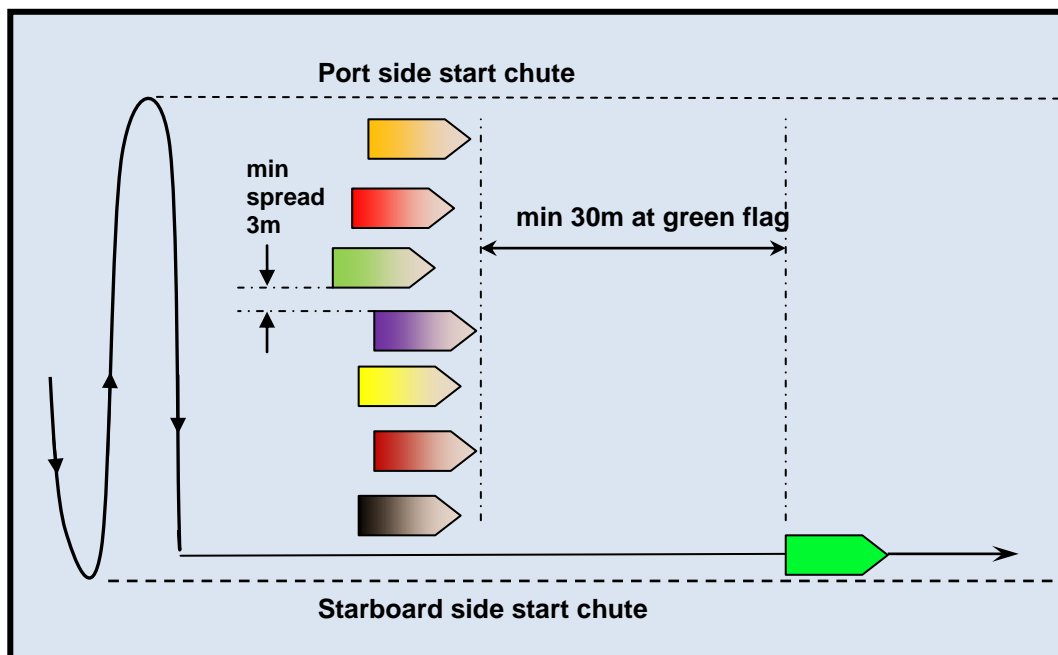 Port side start chute
min
spread
3m
min 30m at green flag
Starboard side start chute